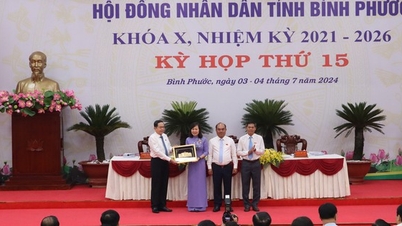 HỘI ĐỒNG NHÂN DÂN TỈNH BÌNH PHƯỚC
KHÓA X, NHIỆM KỲ 2021 - 2026
KỲ HỌP THỨ 15
Bình Phước, ngày 03 - 04 tháng 7 năm 2024